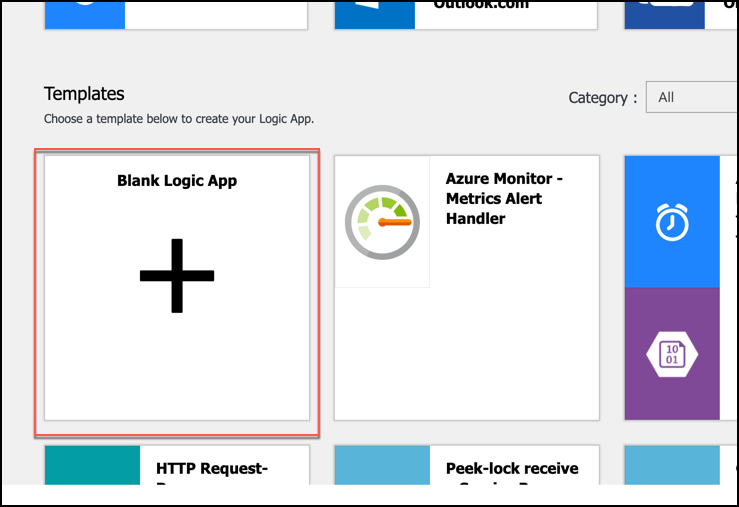 Outlook.com
Templates
Choose a template below to create your Logic App.
Category :
All
Blank Logic App
Azure Monitor -
Metrics Alert
Handler
10
01
HTTP Request-
Peek-lock receive